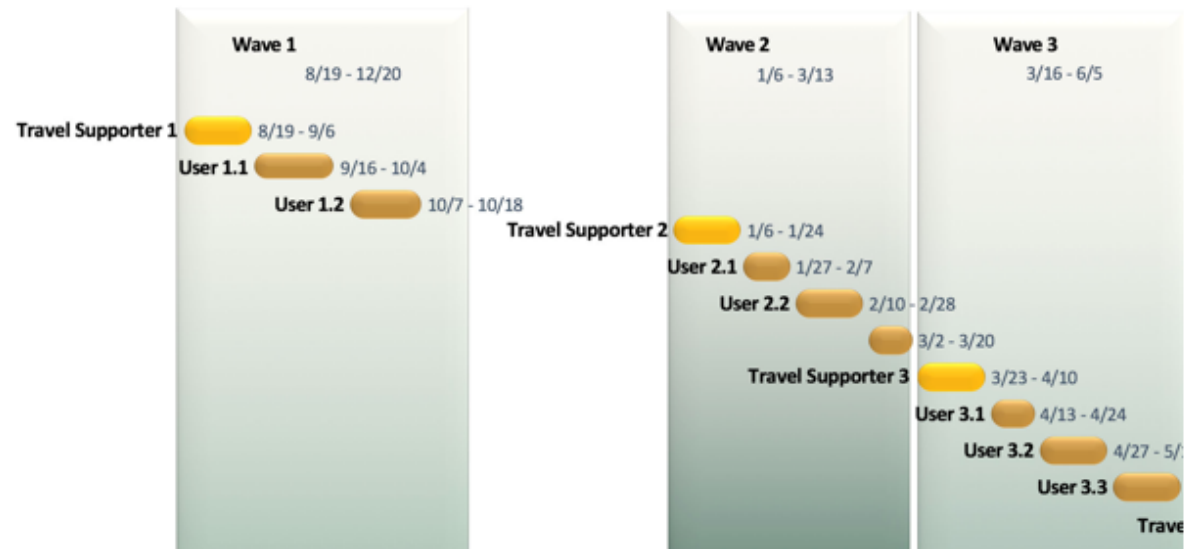 Wave 1
8/19 - 12/20
Wave 2
1/6 - 3/13
Wave 3
3/16 - 6/5
Travel Supporter 1 8/19 - 9/6
User 1.1 9/16 - 10/4
User 1.2 10/7 - 10/18
Travel Supporter 2 1/6 - 1/24
User 2.1 1/27 - 2/7
User 2.2 2/10 - 2/28
3/2 - 3/20
Travel Supporter 3 3/23 - 4/10
User 3.1 4/13 - 4/24
User 3.2 4/27 - 5/
User 3.3
Trave